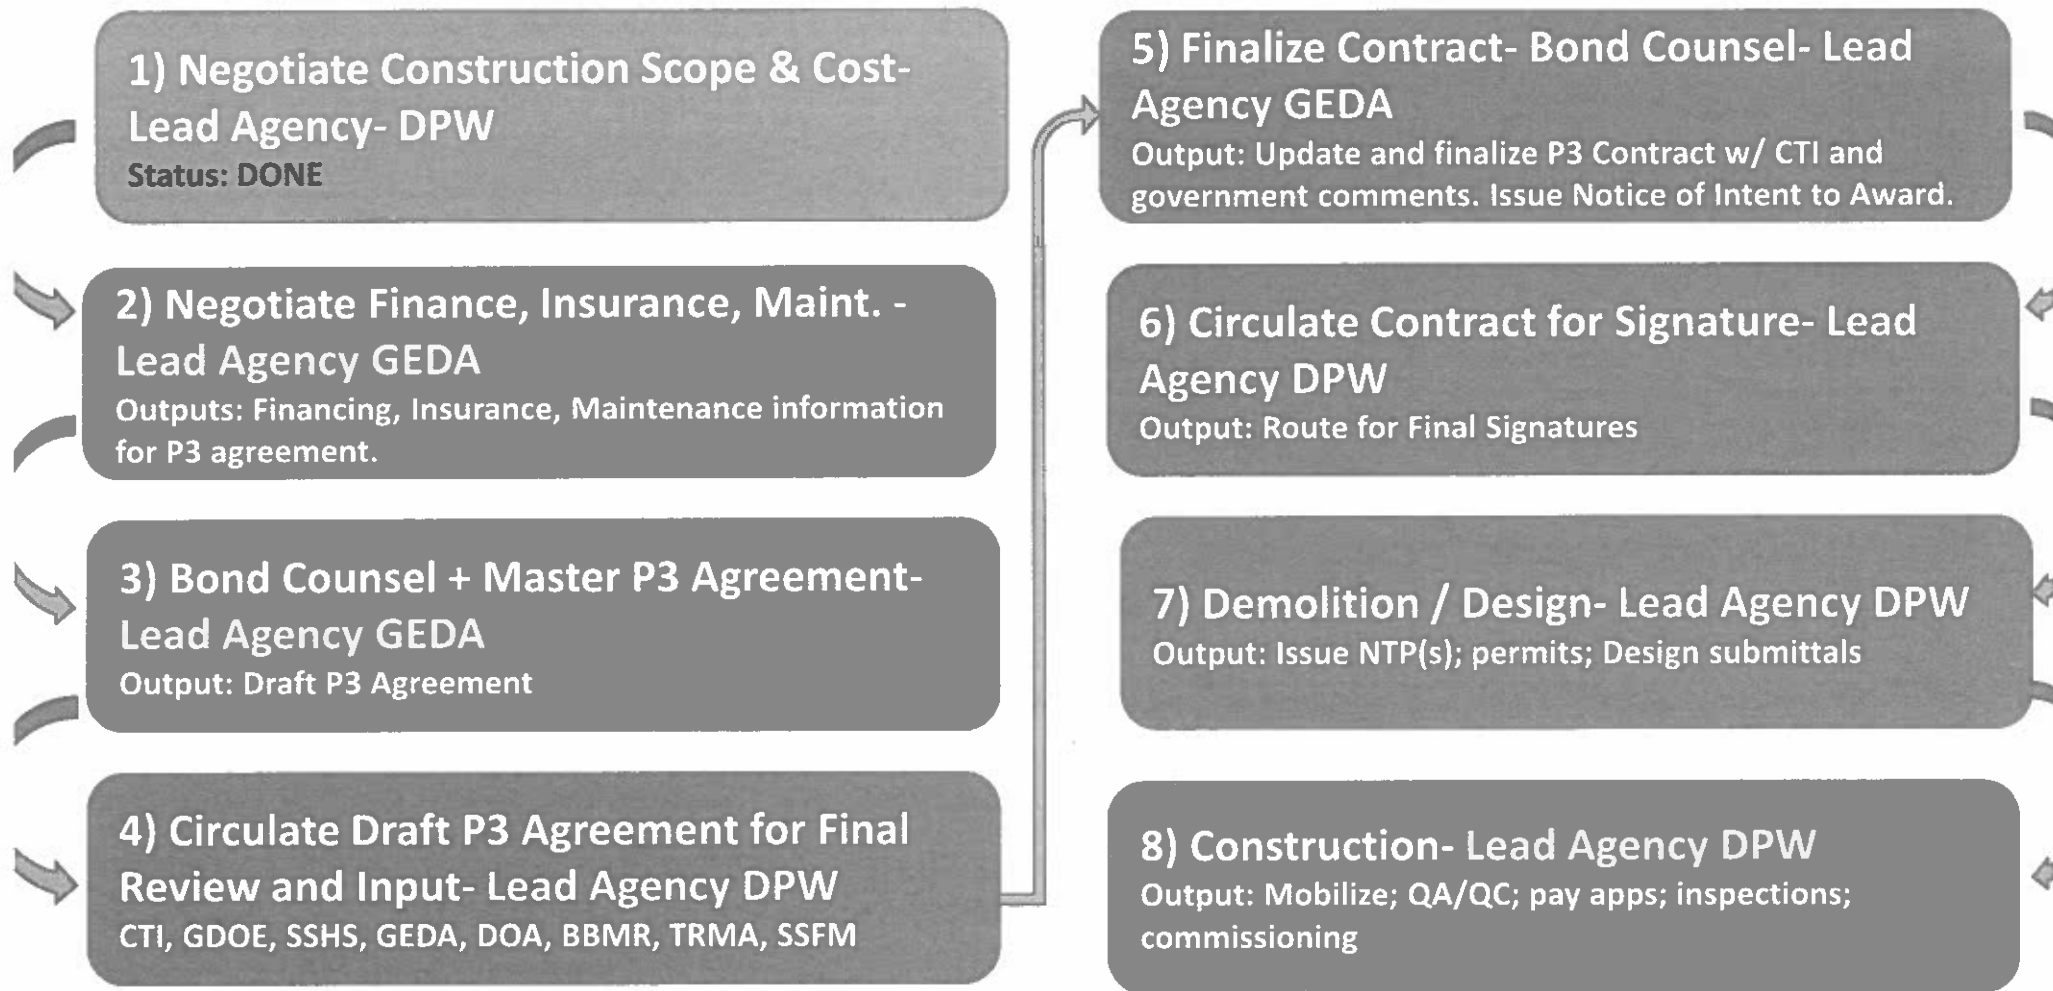 1) Negotiate Construction Scope & Cost-
Lead Agency- DPW
Status: DONE
2) Negotiate Finance, Insurance, Maint. -
Lead Agency GEDA
Outputs: Financing, Insurance, Maintenance information
for P3 agreement.
3) Bond Counsel + Master P3 Agreement-
Lead Agency GEDA
Output: Draft P3 Agreement
4) Circulate Draft P3 Agreement for Final
Review and Input- Lead Agency DPW
CTI, GDOE, SSHS, GEDA, DOA, BBMR, TRMA, SSFM
5) Finalize Contract- Bond Counsel- Lead
Agency GEDA
Output: Update and finalize P3 Contract w/ CTI and
government comments. Issue Notice of Intent to Award.
6) Circulate Contract for Signature- Lead
Agency DPW
Output: Route for Final Signatures
7) Demolition / Design- Lead Agency DPW
Output: Issue NTP(s); permits; Design submittals
8) Construction- Lead Agency DPW
Output: Mobilize; QA/QC; pay apps; inspections;
commissioning